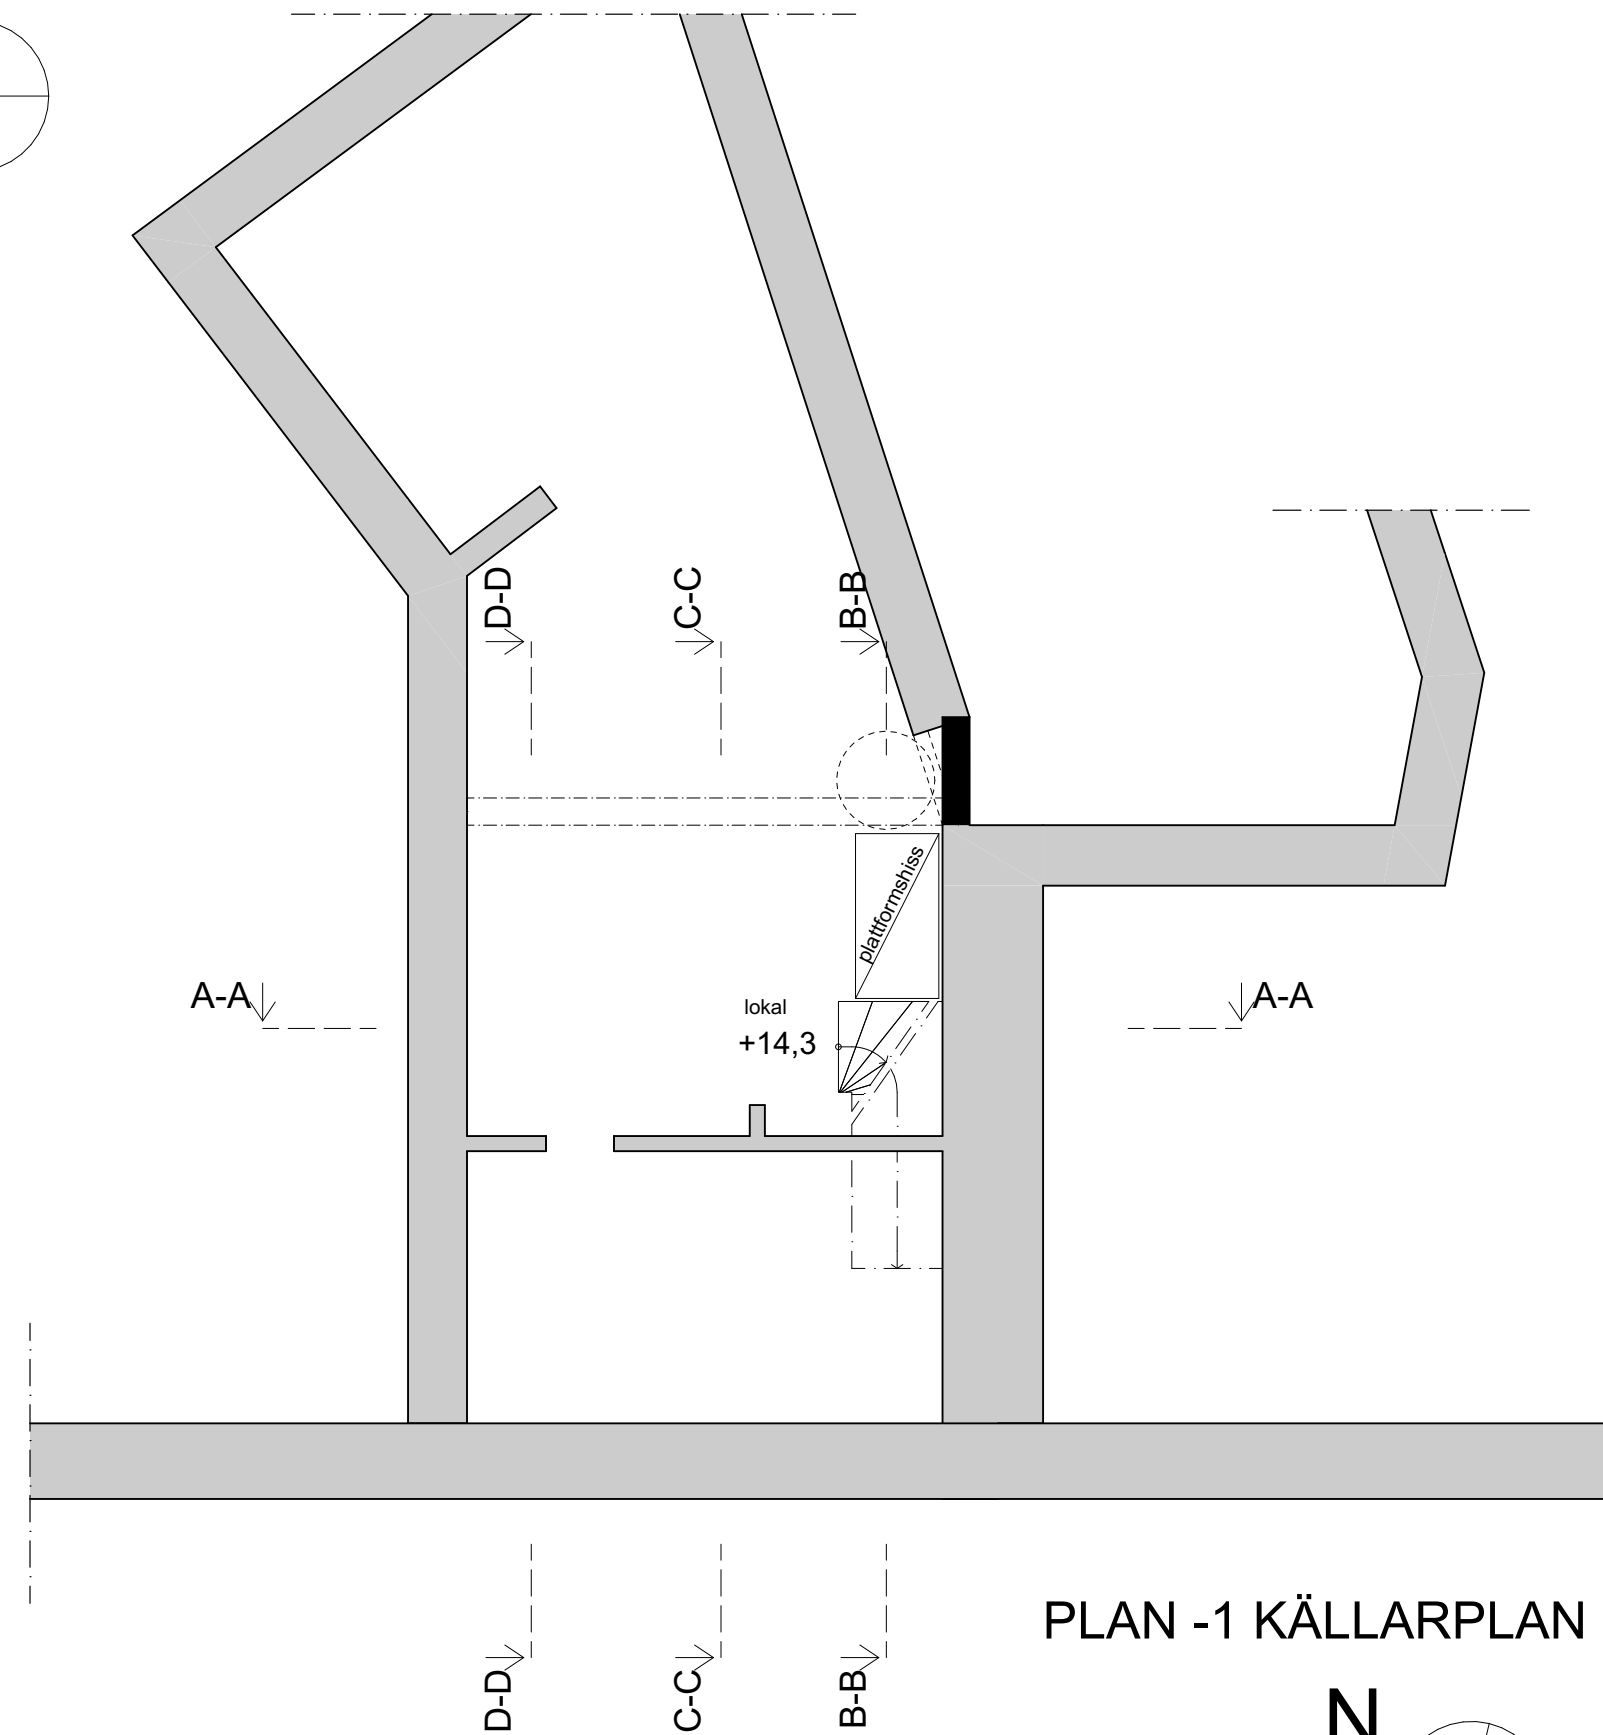 D-D
C-C
B-B
plattformshiss
A-A
lokal
A-A
+14,3
PLAN -1 KÄLLARPLAN
D-D
C-C
B-B
N